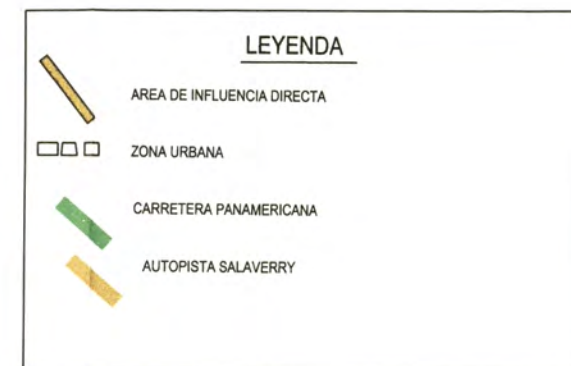 LEYENDA
AREA DE INFLUENCIA DIRECTA
ZONA URBANA
CARRETERA PANAMERICANA
AUTOPISTA SALAVERRY